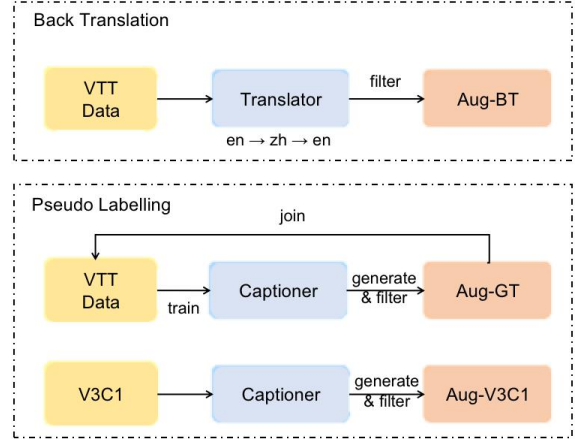 Back Translation
VTT
Data
Translator
filter
Aug-BT
en → zh → en
Pseudo Labelling
join
VTT
Data
train
Captioner
generate
& filter
Aug-GT
V3C1
Captioner
generate
& filter
Aug-V3C1